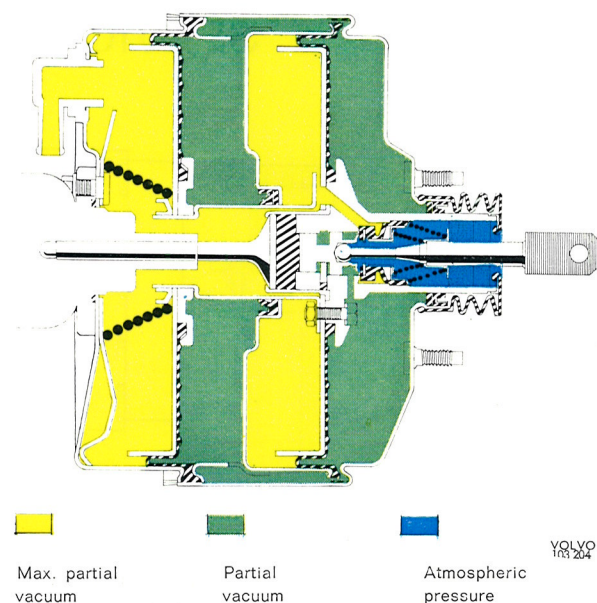 VOLVO
103 204
Max. partial
vacuum
Partial
vacuum
Atmospheric
pressure